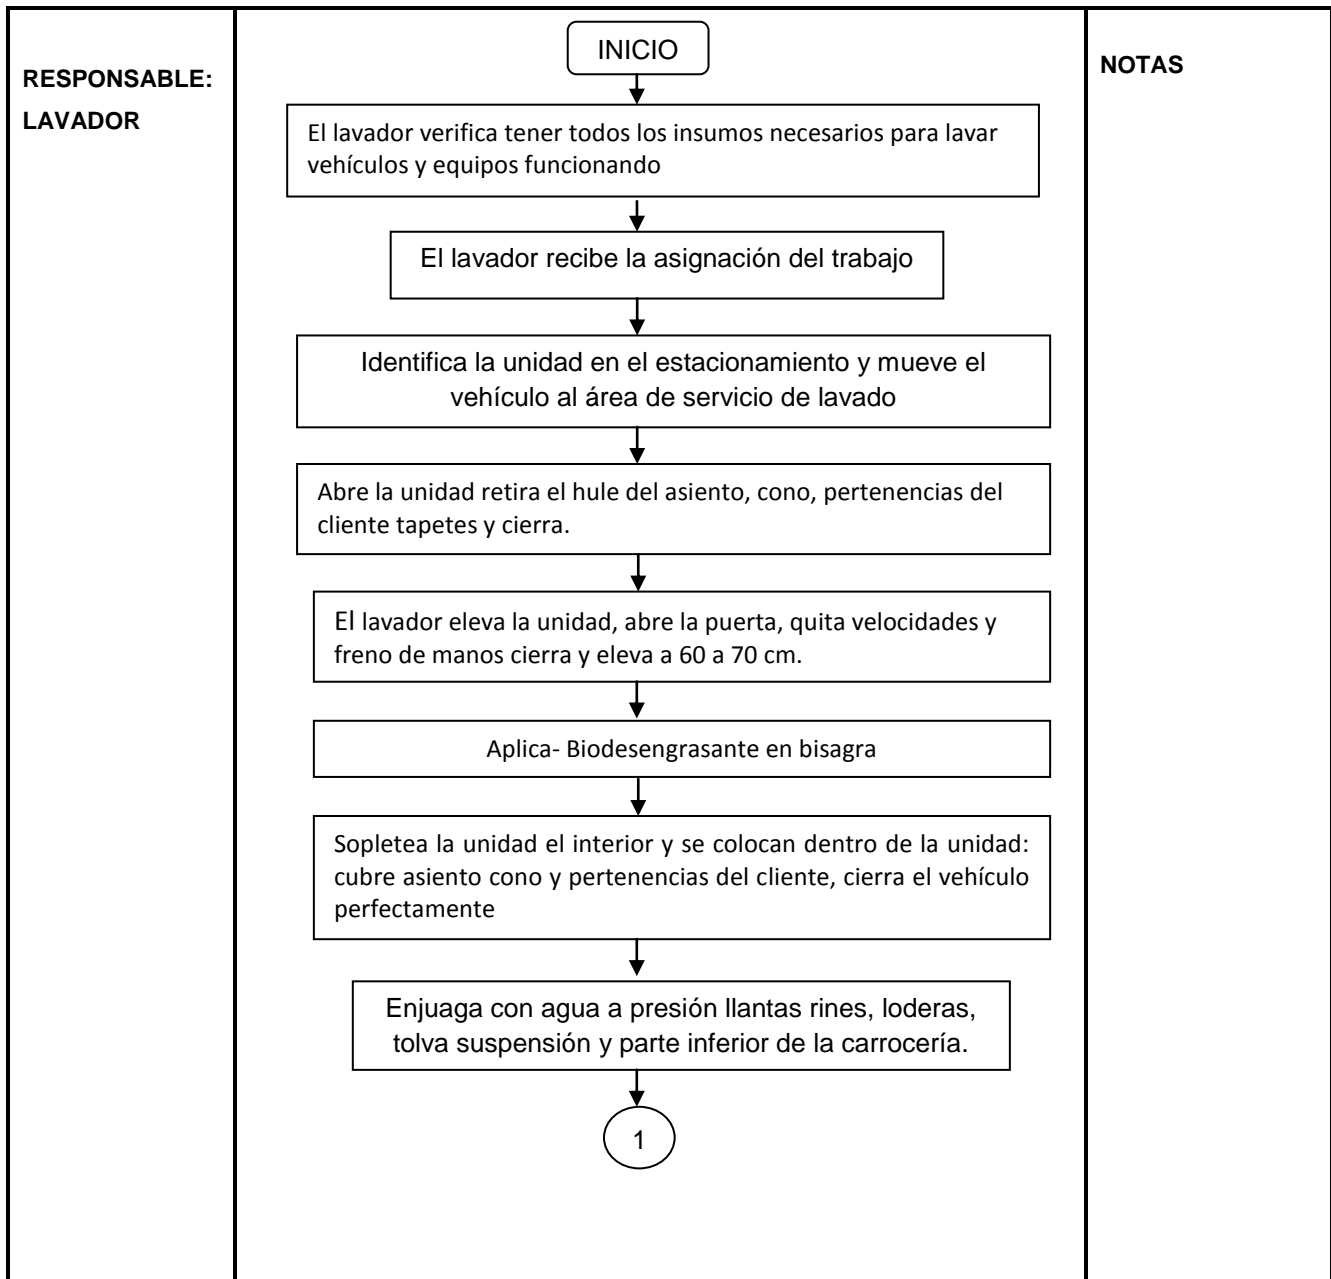 RESPONSABLE:
LAVADOR
INICIO
El lavador verifica tener todos los insumos necesarios para lavar
vehículos y equipos funcionando
El lavador recibe la asignación del trabajo
Identifica la unidad en el estacionamiento y mueve el
vehículo al área de servicio de lavado
Abre la unidad retira el hule del asiento, cono, pertenencias del
cliente tapetes y cierra.
El lavador eleva la unidad, abre la puerta, quita velocidades y
freno de manos cierra y eleva a 60 a 70 cm.
Aplica- Biodesengrasante en bisagra
Sopletea la unidad el interior y se colocan dentro de la unidad:
cubre asiento cono y pertenencias del cliente, cierra el vehículo
perfectamente
Enjuaga con agua a presión llantas rines, loderas,
tolva suspensión y parte inferior de la carrocería.
1
NOTAS